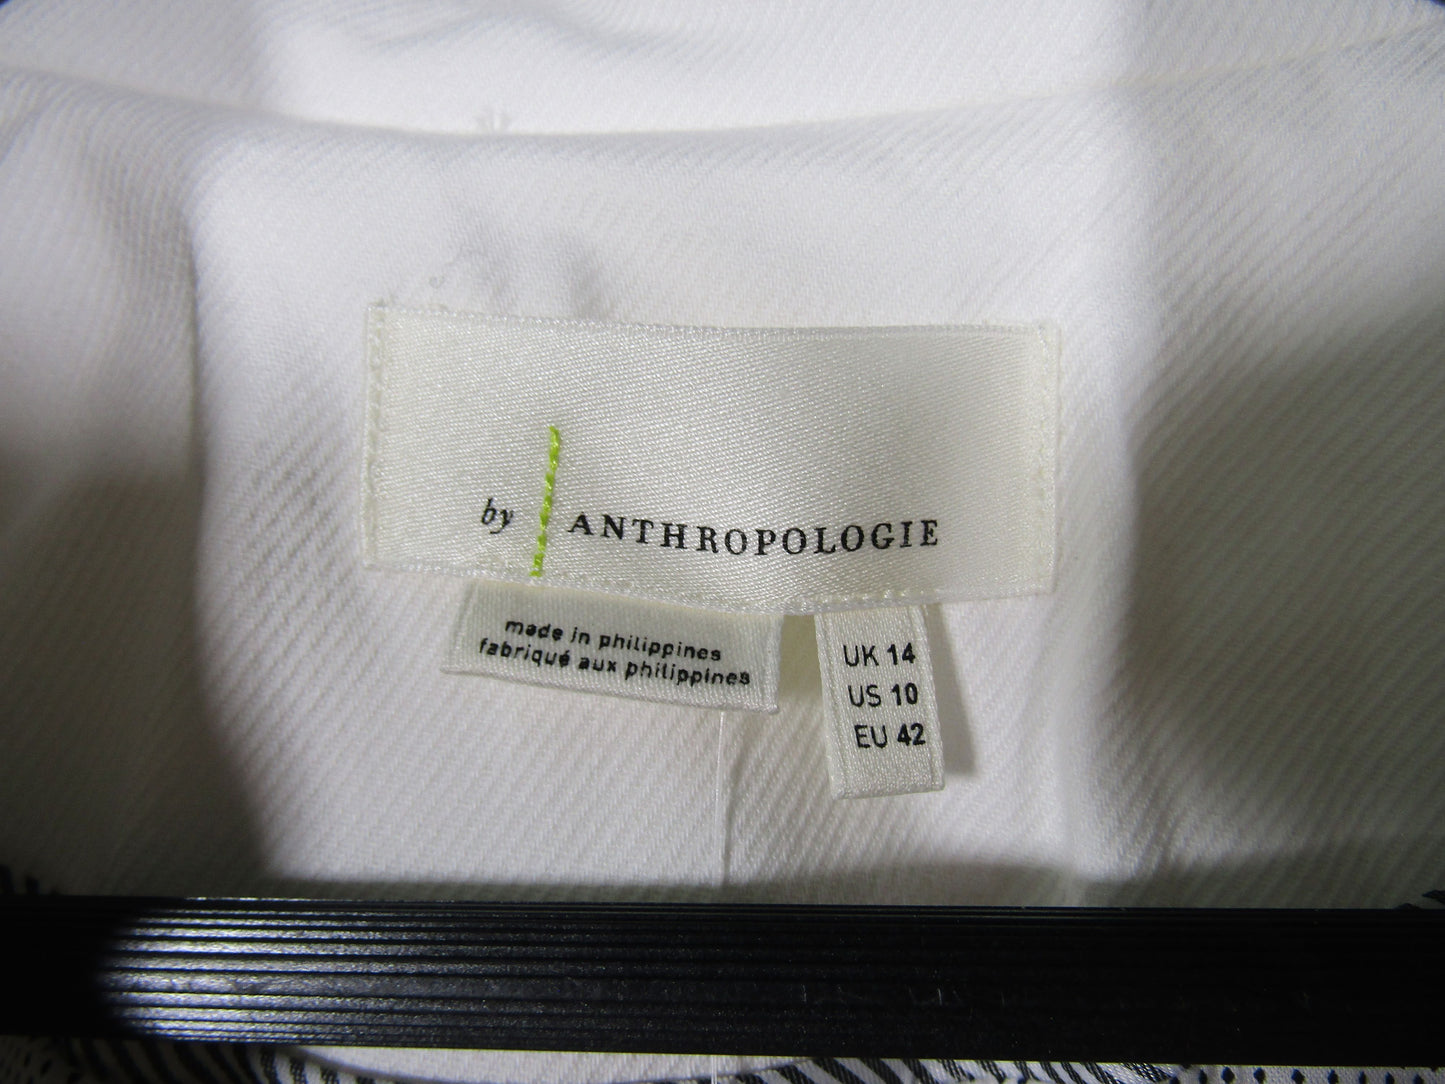 by ANTHROPOLOGIE
made in philippines
fabriqué aux philippines
UK 14
US 10
EU 42